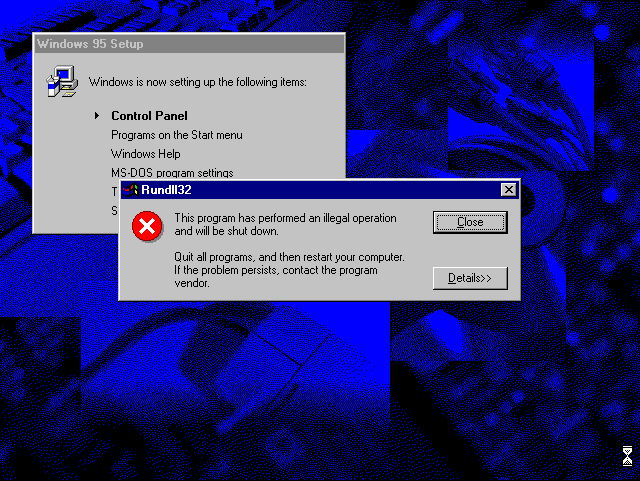 Windows 95 Setup
Windows is now setting up the following items:
Control Panel
Programs on the Start menu
Windows Help
MS-DOS program settings
T
S
Rundll32
This program has performed an illegal operation
and will be shut down.
Quit all programs, and then restart your computer.
If the problem persists, contact the program
vendor.
Close
Details>>